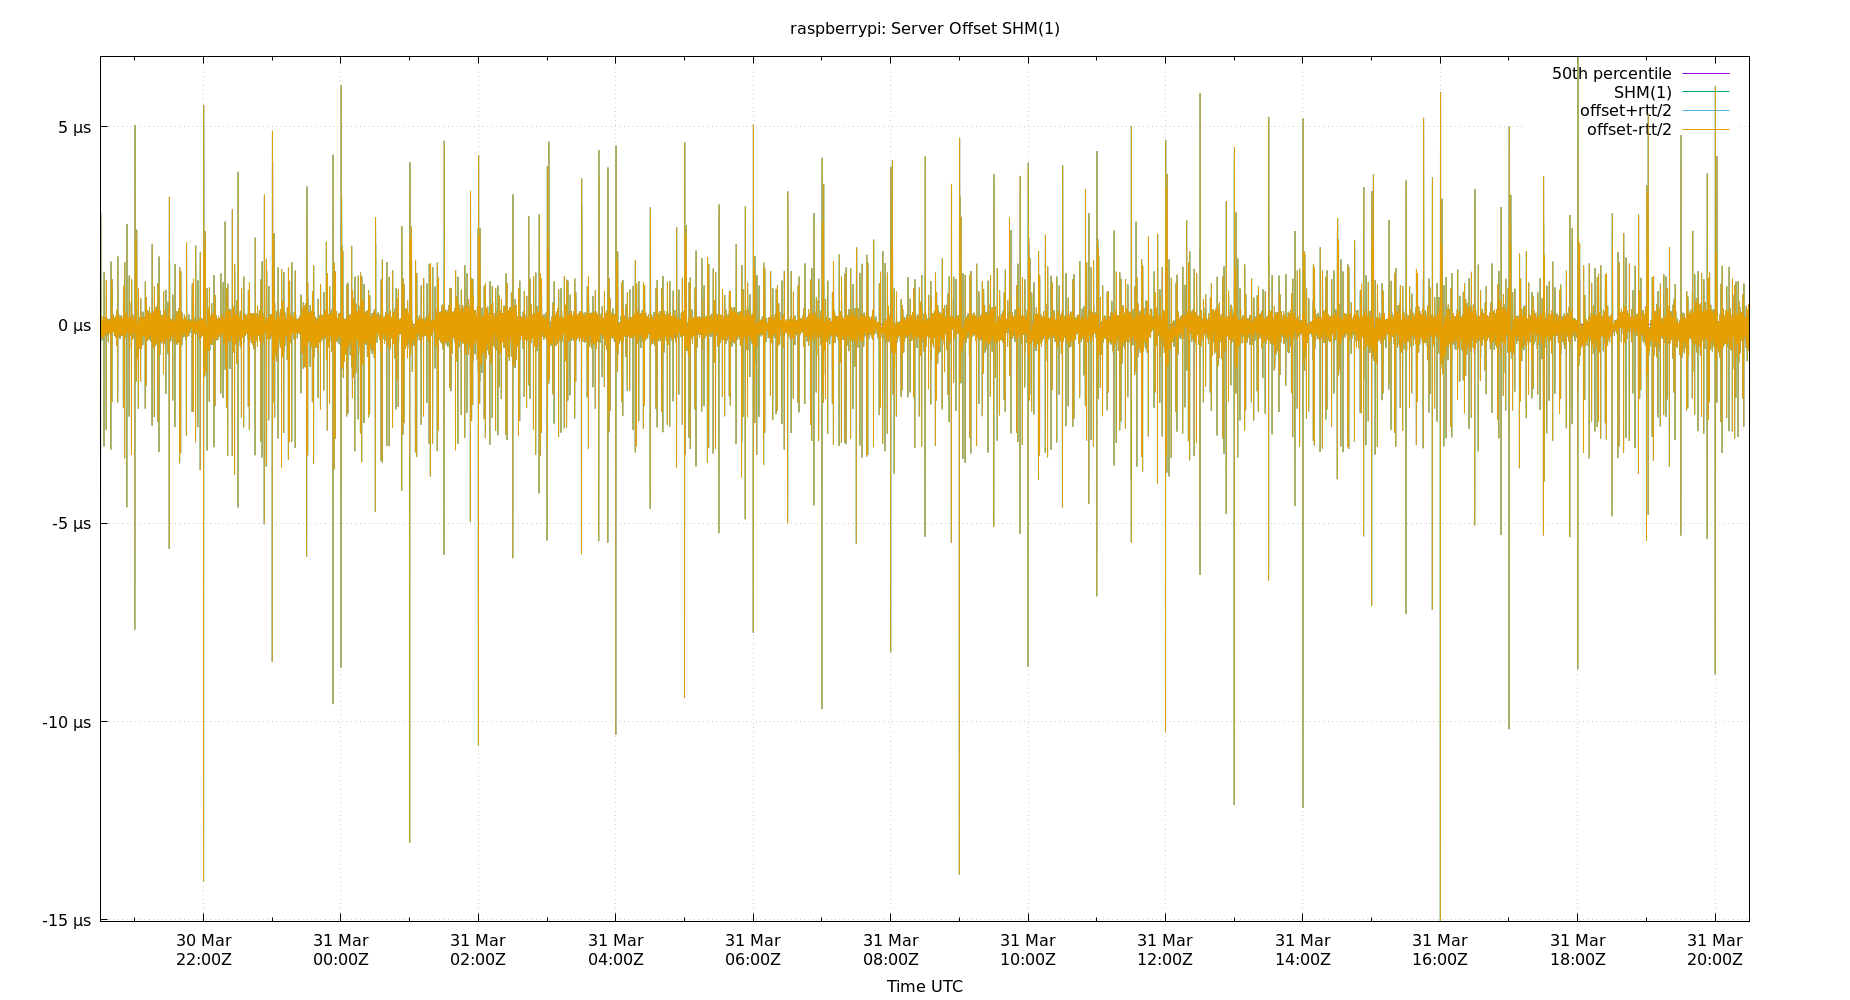 raspberrypi: Server Offset SHM(1)
50th percentile
SHM(1)
offset+rtt/2
offset-rtt/2
5 µs
0 µs
-5 µs
-10 µs
-15 µs
30 Mar 31 Mar 31 Mar 31 Mar 31 Mar 31 Mar 31 Mar 31 Mar 31 Mar 31 Mar 31 Mar 31 Mar
22:00Z 00:00Z 02:00Z 04:00Z 06:00Z 08:00Z 10:00Z 12:00Z 14:00Z 16:00Z 18:00Z 20:00Z
Time UTC